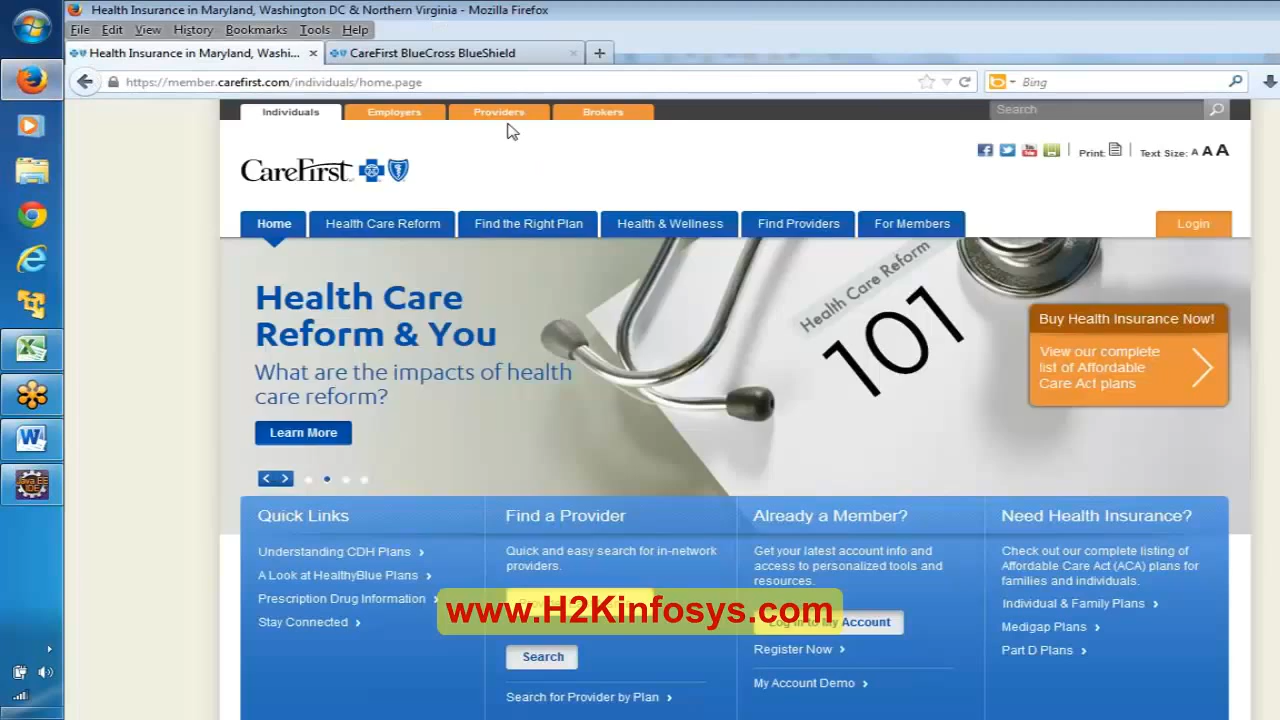 Health Insurance in Maryland, Washington DC & Northern Virginia - Mozilla Firefox
File Edit View History Bookmarks Tools Help
Health Insurance in Maryland, Washi... × CareFirst BlueCross BlueShield × +
https://member.carefirst.com/individuals/home.page Bing
Individuals Employers Providers Brokers Search
Print: Text Size: A A A
CareFirst
Home Health Care Reform Find the Right Plan Health & Wellness Find Providers For Members Login
Health Care
Reform & You
What are the impacts of health
care reform?
Learn More
Health Care Reform
101
Buy Health Insurance Now!
View our complete
list of Affordable
Care Act plans
Quick Links
Understanding CDH Plans
A Look at HealthyBlue Plans
Prescription Drug Information
Stay Connected
Find a Provider
Quick and easy search for in-network
providers.
Search
Search for Provider by Plan
Already a Member?
Get your latest account info and
access to personalized tools and
resources.
Log in to My Account
Register Now
My Account Demo
Need Health Insurance?
Check out our complete listing of
Affordable Care Act (ACA) plans for
families and individuals.
Individual & Family Plans
Medigap Plans
Part D Plans
www.H2Kinfosys.com
Java EE
IDE